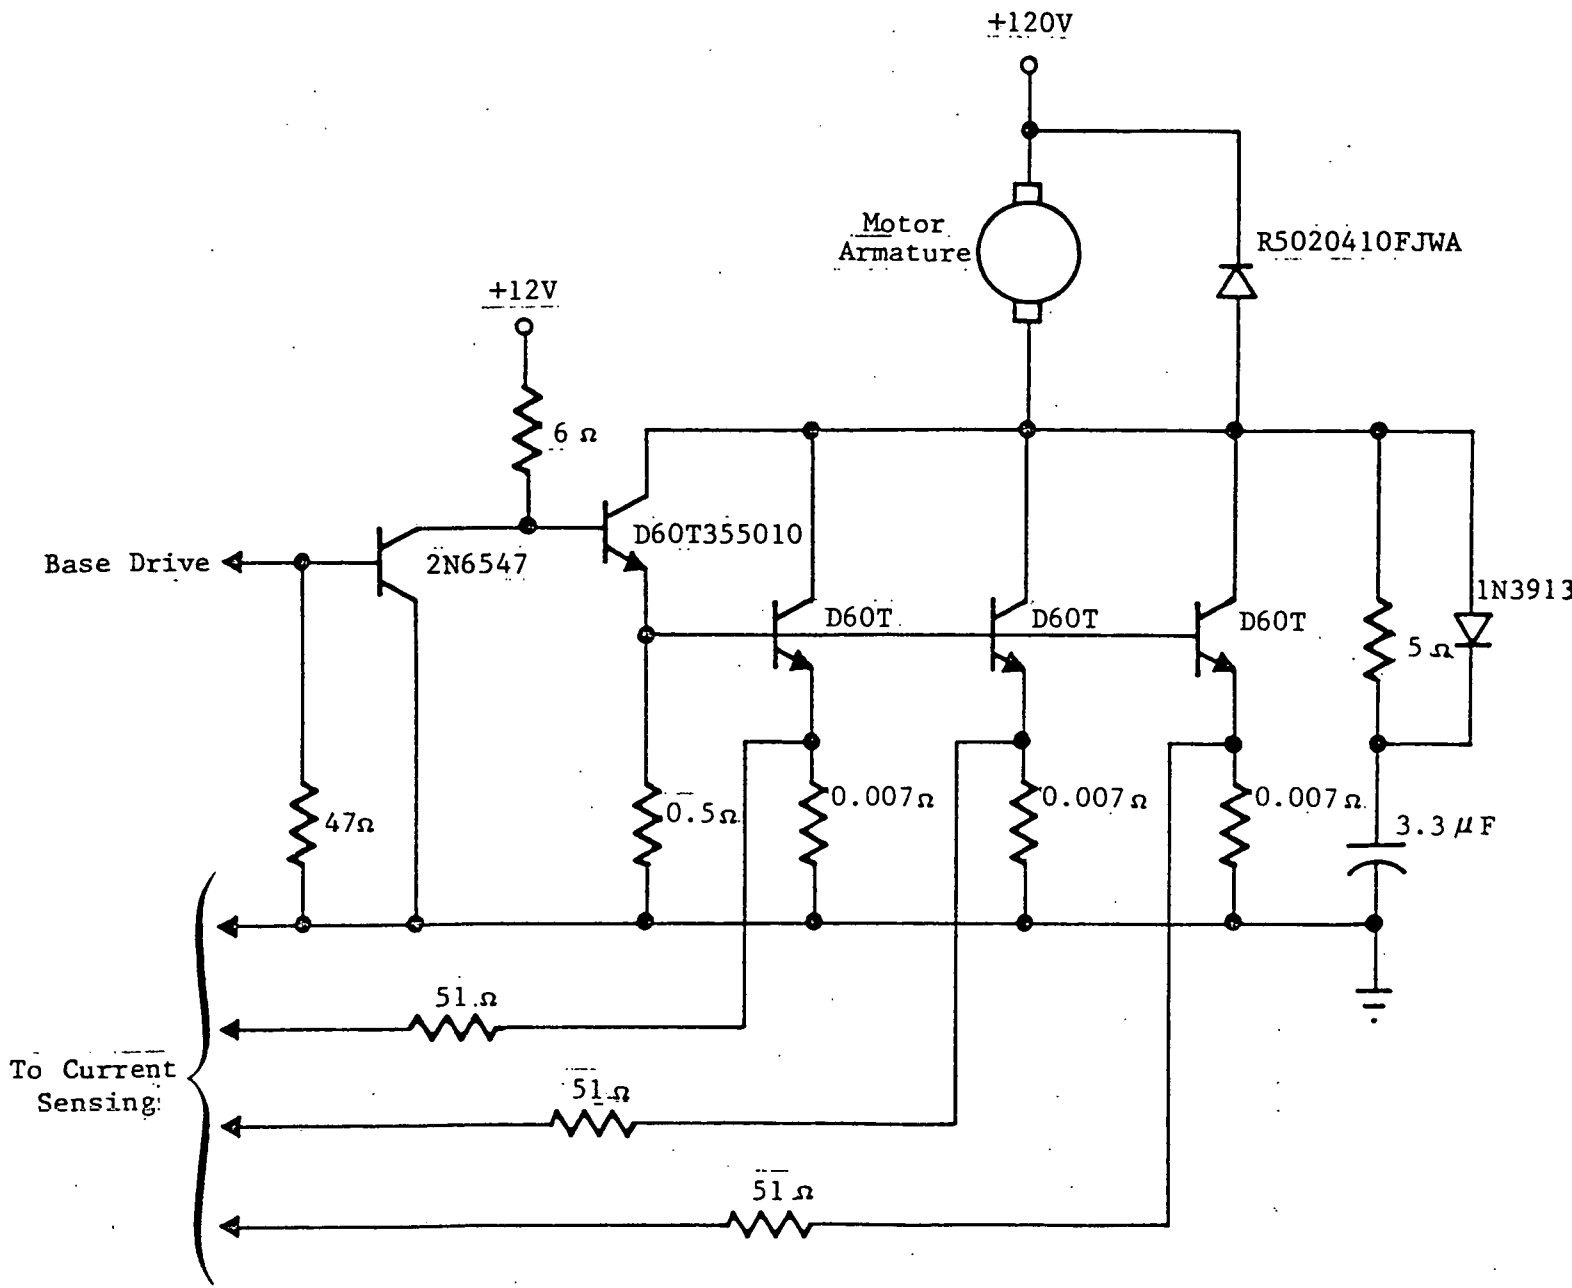 +120V
Motor
Armature
R5020410FJWA
+12V
6 Ω
D60T355010
Base Drive
2N6547
1N3913
D60T
D60T
D60T
5Ω
47Ω
0.5Ω
0.007Ω
0.007Ω
0.007Ω
3.3 μF
51 Ω
To Current
Sensing
51 Ω
51 Ω